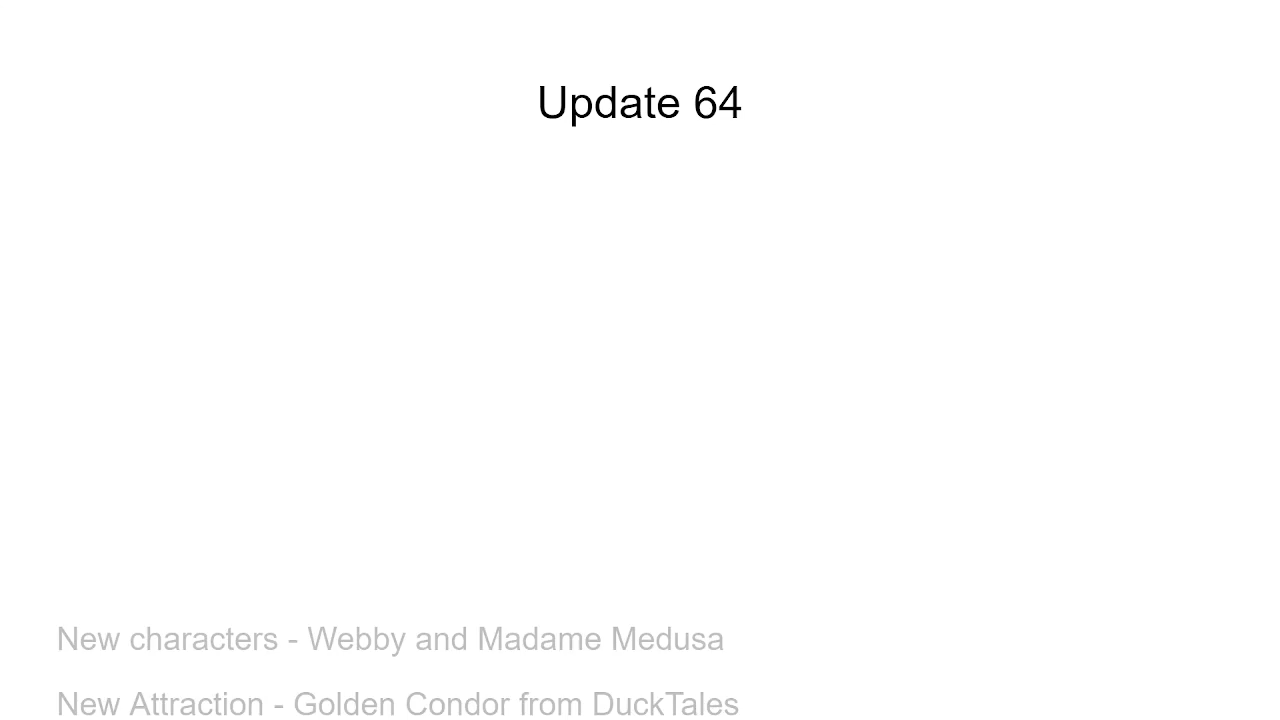 Update 64
New characters - Webby and Madame Medusa
New Attraction - Golden Condor from DuckTales